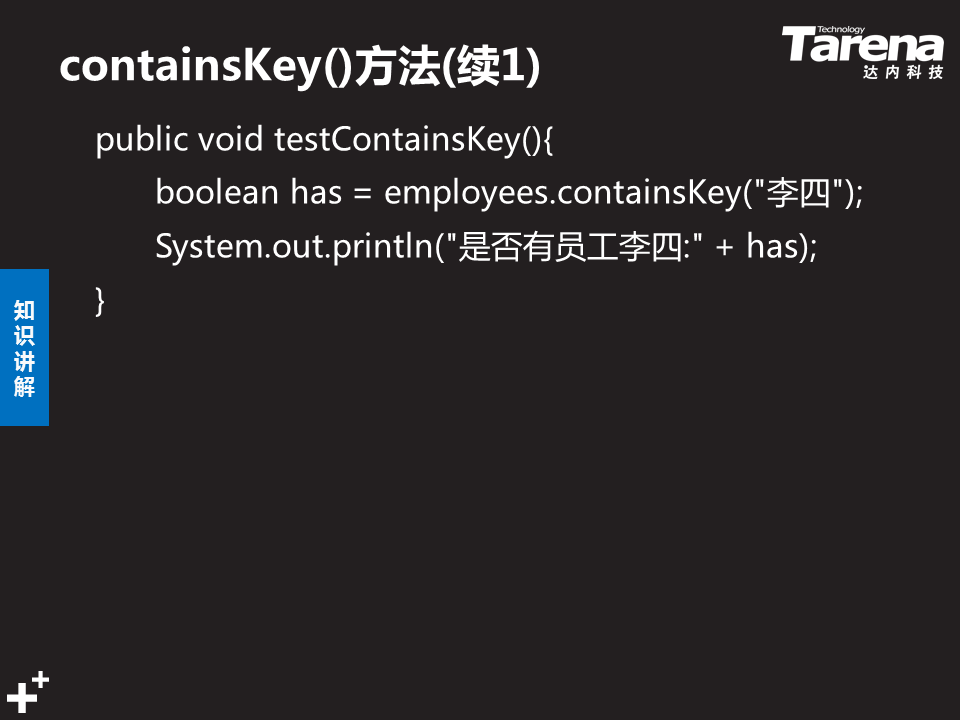 containsKey()方法(续1)
Technology
Tarena
达内科技
public void testContainsKey(){
boolean has = employees.containsKey("李四");
System.out.println("是否有员工李四:" + has);
}
知
识
讲
解
++